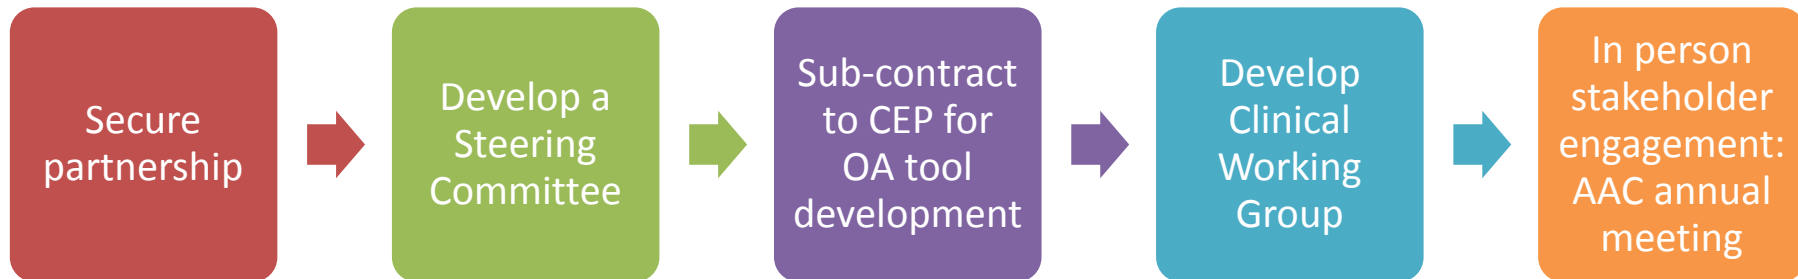 Secure
partnership
Develop a
Steering
Committee
Sub-contract
to CEP for
OA tool
development
Develop
Clinical
Working
Group
In person
stakeholder
engagement:
AAC annual
meeting